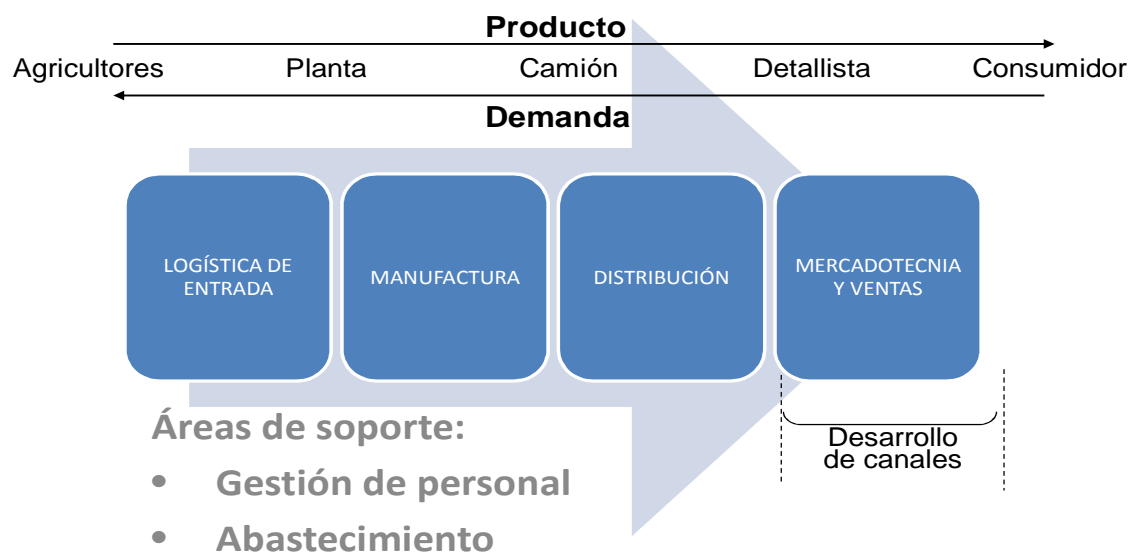 Producto
Agricultores Planta Camión Detallista Consumidor
Demanda
LOGÍSTICA DE
ENTRADA
MANUFACTURA
DISTRIBUCIÓN
MERCADOTECNIA
Y VENTAS
Desarrollo
de canales
Áreas de soporte:
• Gestión de personal
• Abastecimiento